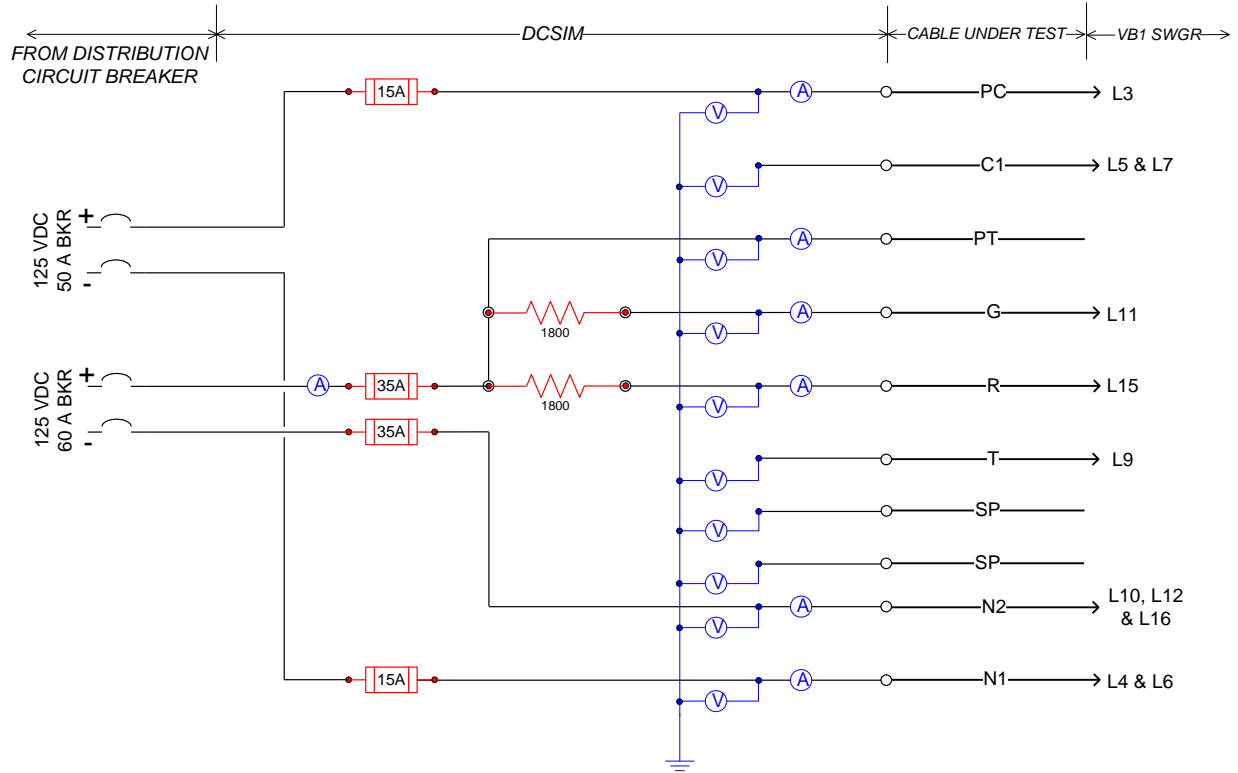 FROM DISTRIBUTION
CIRCUIT BREAKER
DCSIM
CABLE UNDER TEST
VB1 SWGR
15A
A
PC
L3
V
C1
L5 & L7
V
125 VDC
50 A BKR
+
-
PT
A
V
1800
A
G
L11
V
125 VDC
60 A BKR
+
-
A
35A
1800
A
R
L15
V
35A
T
L9
V
SP
V
SP
V
A
N2
L10, L12
& L16
V
15A
A
N1
L4 & L6
V